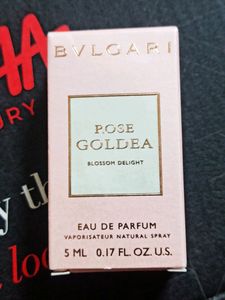 BVLGARI
ROSE
GOLDEA
BLOSSOM DELIGHT
EAU DE PARFUM
VAPORISATEUR NATURAL SPRAY
5 ML 0.17 FL. OZ. U.S.